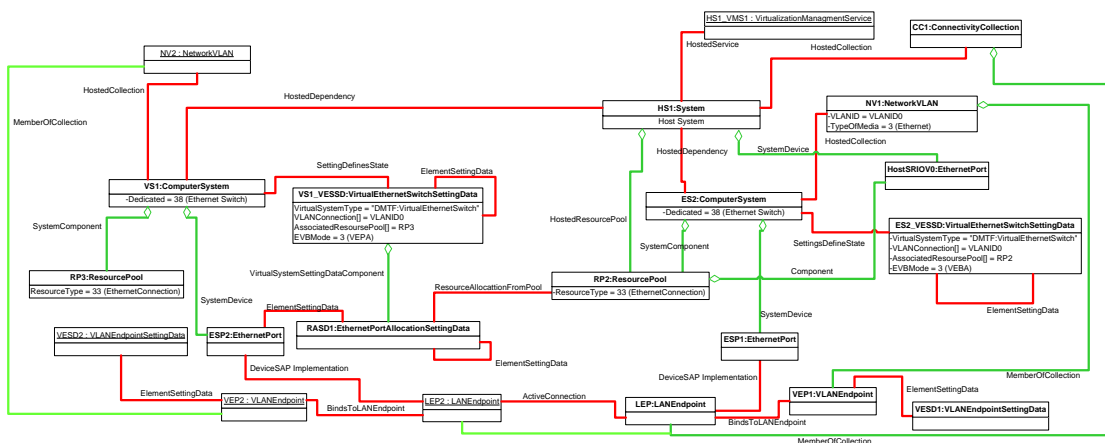 HS1_VMS1 : VirtualizationManagmentService
CC1:ConnectivityCollection
NV2 : NetworkVLAN
HostedService
HostedCollection
HostedCollection
HostedDependency
MemberOfCollection
HS1:System
Host System
NV1:NetworkVLAN
-VLANID = VLANID0
-TypeOfMedia = 3 (Ethernet)
HostedCollection
SystemDevice
HostedDependency
SettingDefinesState
ElementSettingData
HostSRIOV0:EthernetPort
VS1:ComputerSystem
-Dedicated = 38 (Ethernet Switch)
VS1_VESSD:VirtualEthernetSwitchSettingData
VirtualSystemType = "DMTF:VirtualEthernetSwitch"
VLANConnection[] = VLANID0
AssociatedResoursePool[] = RP3
EVBMode = 3 (VEPA)
ES2:ComputerSystem
-Dedicated = 38 (Ethernet Switch)
HostedResourcePool
ES2_VESSD:VirtualEthernetSwitchSettingData
-VirtualSystemType = "DMTF:VirtualEthernetSwitch"
-VLANConnection[] = VLANID0
-AssociatedResoursePool[] = RP2
-EVBMode = 3 (VEBA)
SystemComponent
SystemComponent
SettingsDefineState
RP3:ResourcePool
ResourceType = 33 (EthernetConnection)
VirtualSystemSettingDataComponent
ResourceAllocattionFromPool
RP2:ResourcePool
-ResourceType = 33 (EthernetConnection)
Component
SystemDevice
ElementSettingData
ElementSettingData
SystemDevice
VESD2 : VLANEndpointSettingData
ESP2:EthernetPort
RASD1:EthernetPortAllocationSettingData
ESP1:EthernetPort
ElementSettingData
DeviceSAP Implementation
DeviceSAP Implementation
MemberOfCollection
ElementSettingData
VEP2 : VLANEndpoint
BindsToLANEndpoint
LEP2 : LANEndpoint
ActiveConnection
LEP:LANEndpoint
BindsToLANEndpoint
VEP1:VLANEndpoint
ElementSettingData
VESD1:VLANEndpointSettingData
MemberOfCollection